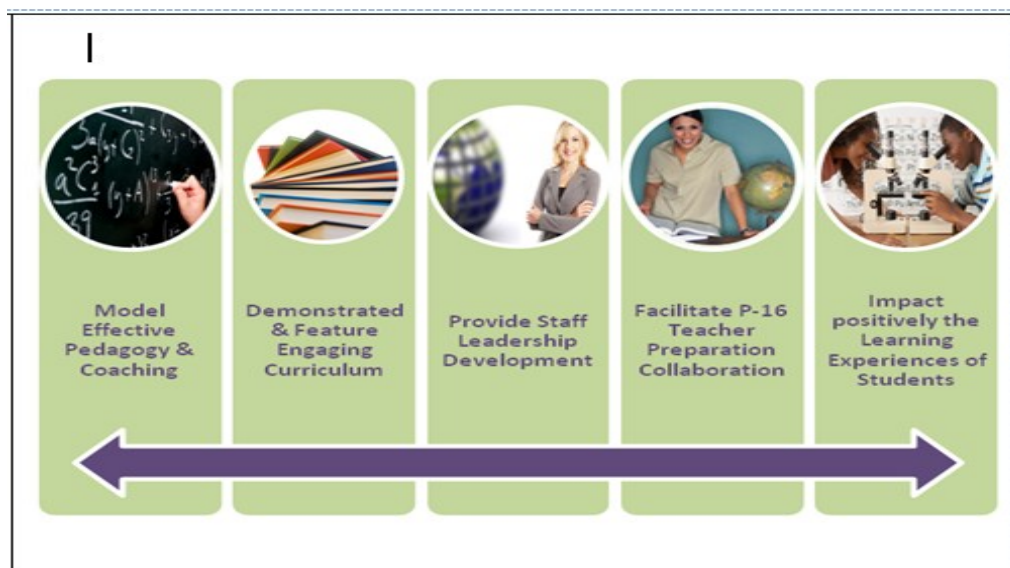 Model
Effective
Pedagogy &
Coaching
Demonstrated
& Feature
Engaging
Curriculum
Provide Staff
Leadership
Development
Facilitate P-16
Teacher
Preparation
Collaboration
Impact
positively the
Learning
Experiences of
Students